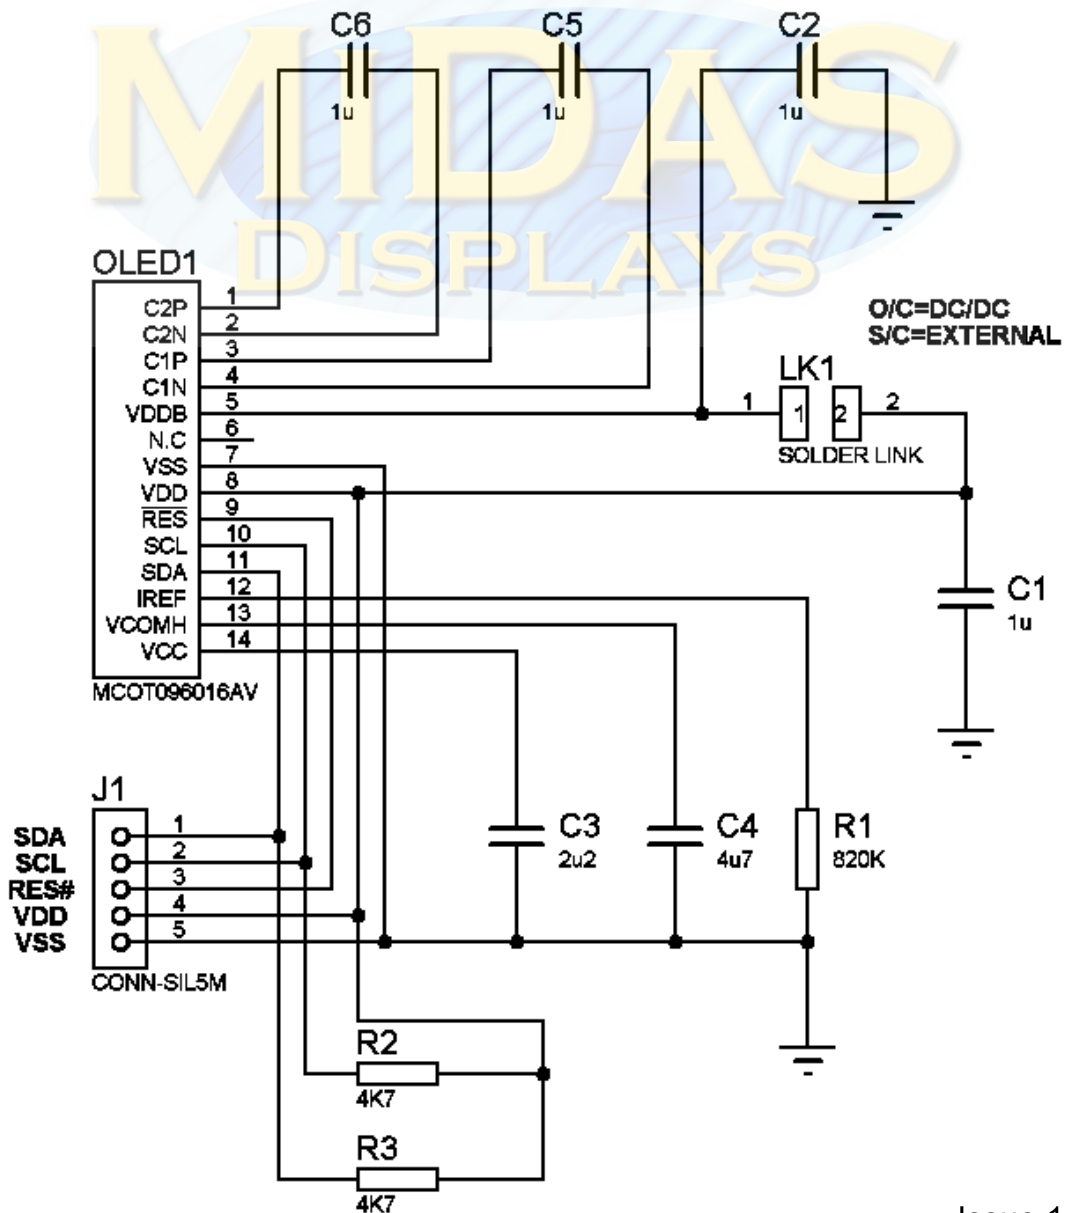 MIDAS
DISPLAYS
C6
1u
C5
1u
C2
1u
OLED1
C2P 1
C2N 2
C1P 3
C1N 4
VDDB 5
N.C 6
VSS 7
VDD 8
RES 9
SCL 10
SDA 11
IREF 12
VCOMH 13
VCC 14
MCOT096016AV
O/C=DC/DC
S/C=EXTERNAL
LK1
1 1 2 2
SOLDER LINK
C1
1u
J1
SDA 1
SCL 2
RES# 3
VDD 4
VSS 5
CONN-SIL5M
C3
2u2
C4
4u7
R1
820K
R2
4K7
R3
4K7